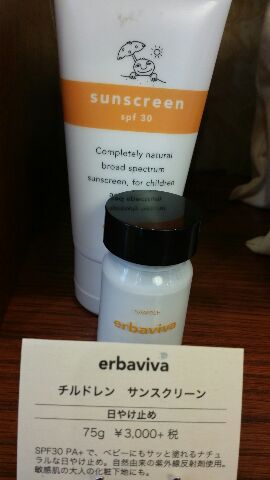 sunscreen
spf 30
Completely natural
broad spectrum
sunscreen, for children
erbaviva
erbaviva
チルドレン サンスクリーン
日やけ止め
75g ¥3,000+税
SPF30 PA+ で、ベビーにもサッと塗れるナチュ
ラルな日やけ止め。自然由来の紫外線反射剤使用。
敏感肌の大人の化粧下地にも。